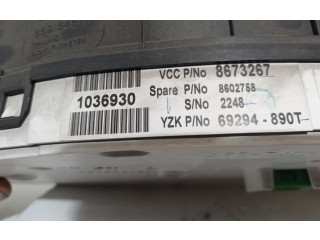 VCC P/No 8673267
1036930
Spare P/No 8602758
S/No 2248
YZK P/No 69294-890T